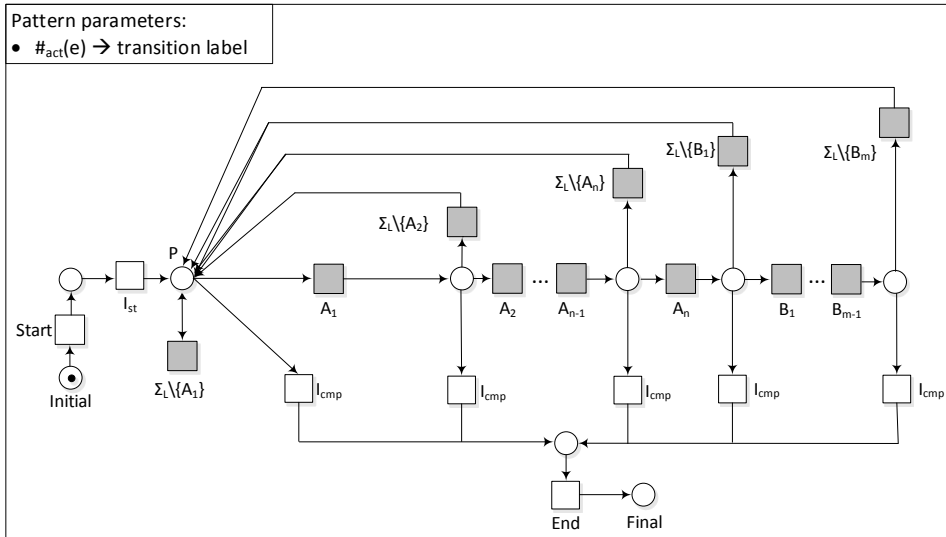 Pattern parameters:
• #act(e) → transition label
ΣL\{Bm}
ΣL\{B1}
ΣL\{An}
ΣL\{A2}
P
Ist
A1
A2
...
An-1
An
B1
...
Bm-1
Start
ΣL\{A1}
Initial
Icmp
Icmp
Icmp
Icmp
Icmp
End
Final